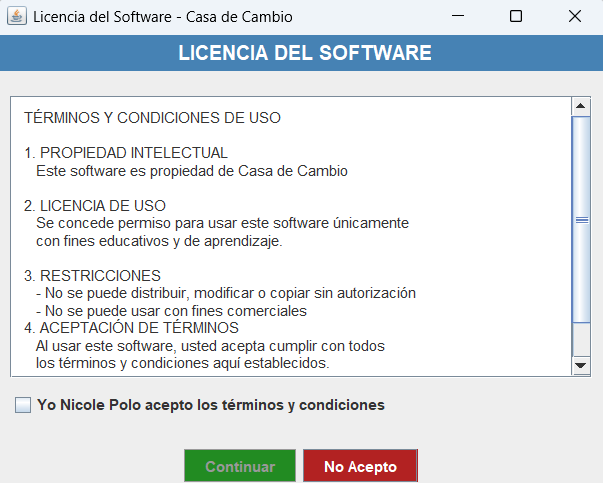 Licencia del Software - Casa de Cambio
LICENCIA DEL SOFTWARE
TÉRMINOS Y CONDICIONES DE USO
1. PROPIEDAD INTELECTUAL
Este software es propiedad de Casa de Cambio
2. LICENCIA DE USO
Se concede permiso para usar este software únicamente
con fines educativos y de aprendizaje.
3. RESTRICCIONES
- No se puede distribuir, modificar o copiar sin autorización
- No se puede usar con fines comerciales
4. ACEPTACIÓN DE TÉRMINOS
Al usar este software, usted acepta cumplir con todos
los términos y condiciones aquí establecidos.
Yo Nicole Polo acepto los términos y condiciones
Continuar
No Acepto